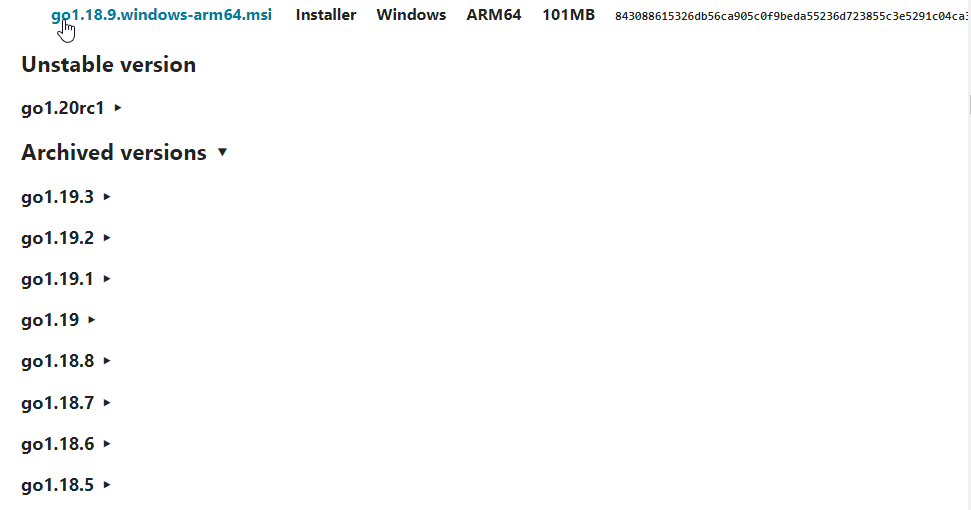 go1.18.9.windows-arm64.msi Installer Windows ARM64 101MB 843088615326db56ca905c0f9beda55236d723855c3e5291c04ca3
Unstable version
go1.20rc1 ▸
Archived versions ▾
go1.19.3 ▸
go1.19.2 ▸
go1.19.1 ▸
go1.19 ▸
go1.18.8 ▸
go1.18.7 ▸
go1.18.6 ▸
go1.18.5 ▸